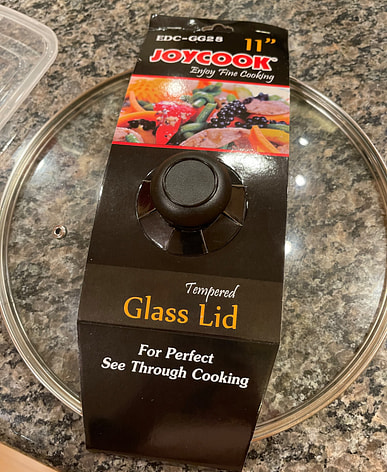 EDC-GG28 11"
JOYCOOK®
Enjoy Fine Cooking
Tempered
Glass Lid
For Perfect
See Through Cooking